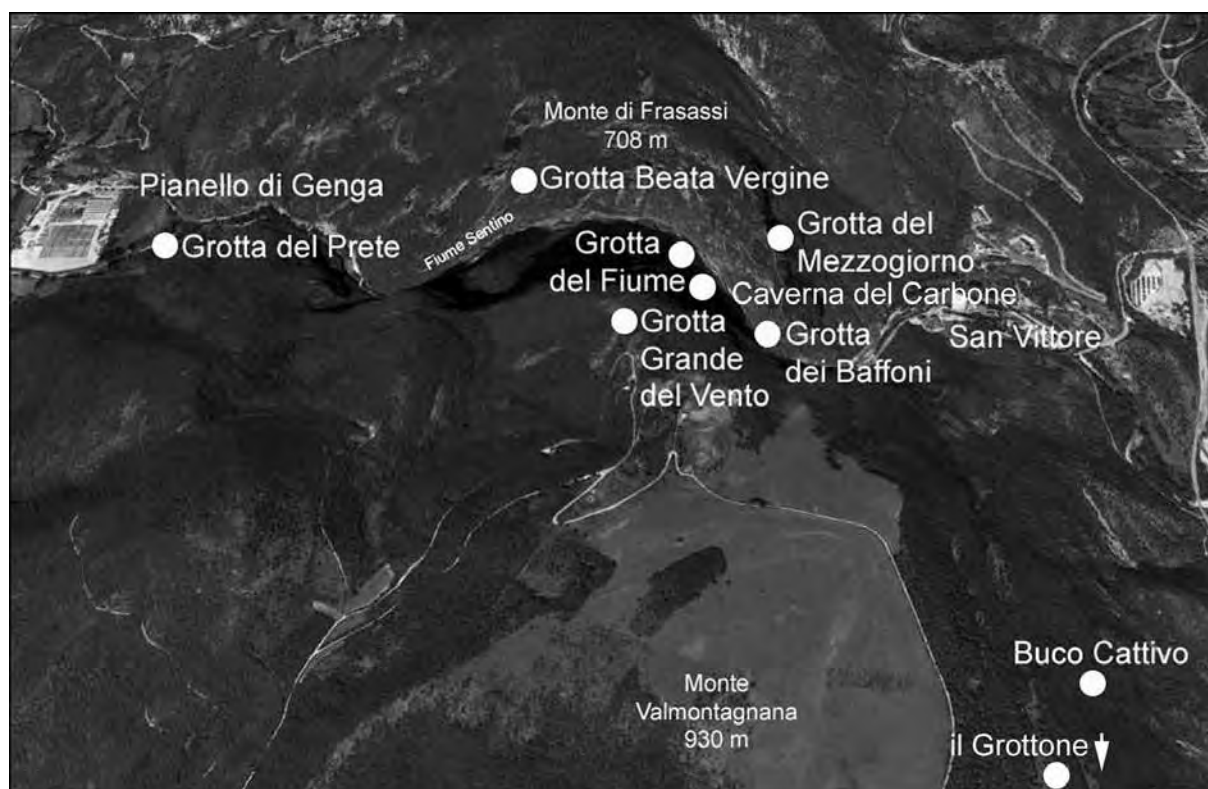 Monte di Frasassi
708 m
Pianello di Genga
Grotta Beata Vergine
Fiume Sentino
Grotta del Prete
Grotta
del Fiume
Grotta del
Mezzogiorno
Caverna del Carbone
Grotta
Grande
del Vento
Grotta
dei Baffoni
San Vittore
Buco Cattivo
Monte
Valmontagnana
930 m
il Grottone